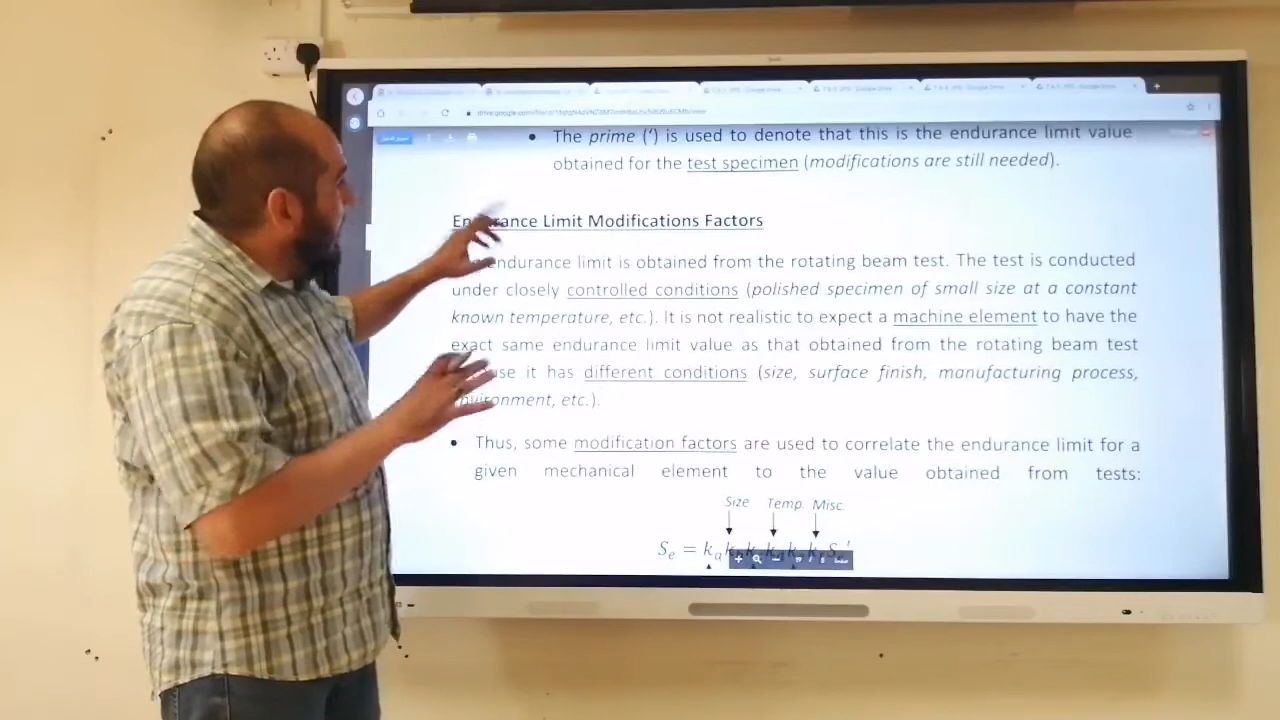 • The prime (') is used to denote that this is the endurance limit value
obtained for the test specimen (modifications are still needed).
Endurance Limit Modifications Factors
endurance limit is obtained from the rotating beam test. The test is conducted
under closely controlled conditions (polished specimen of small size at a constant
known temperature, etc.). It is not realistic to expect a machine element to have the
exact same endurance limit value as that obtained from the rotating beam test
it has different conditions (size, surface finish, manufacturing process,
environment, etc.).
• Thus, some modification factors are used to correlate the endurance limit for a
given mechanical element to the value obtained from tests:
Size Temp. Misc.
Se = ka